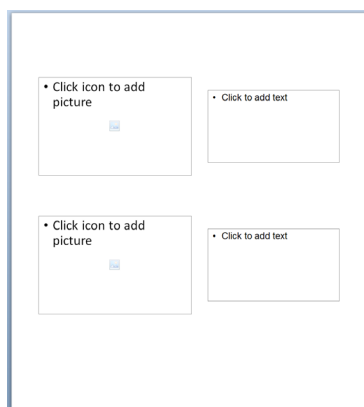 • Click icon to add
picture
• Click to add text
• Click icon to add
picture
• Click to add text